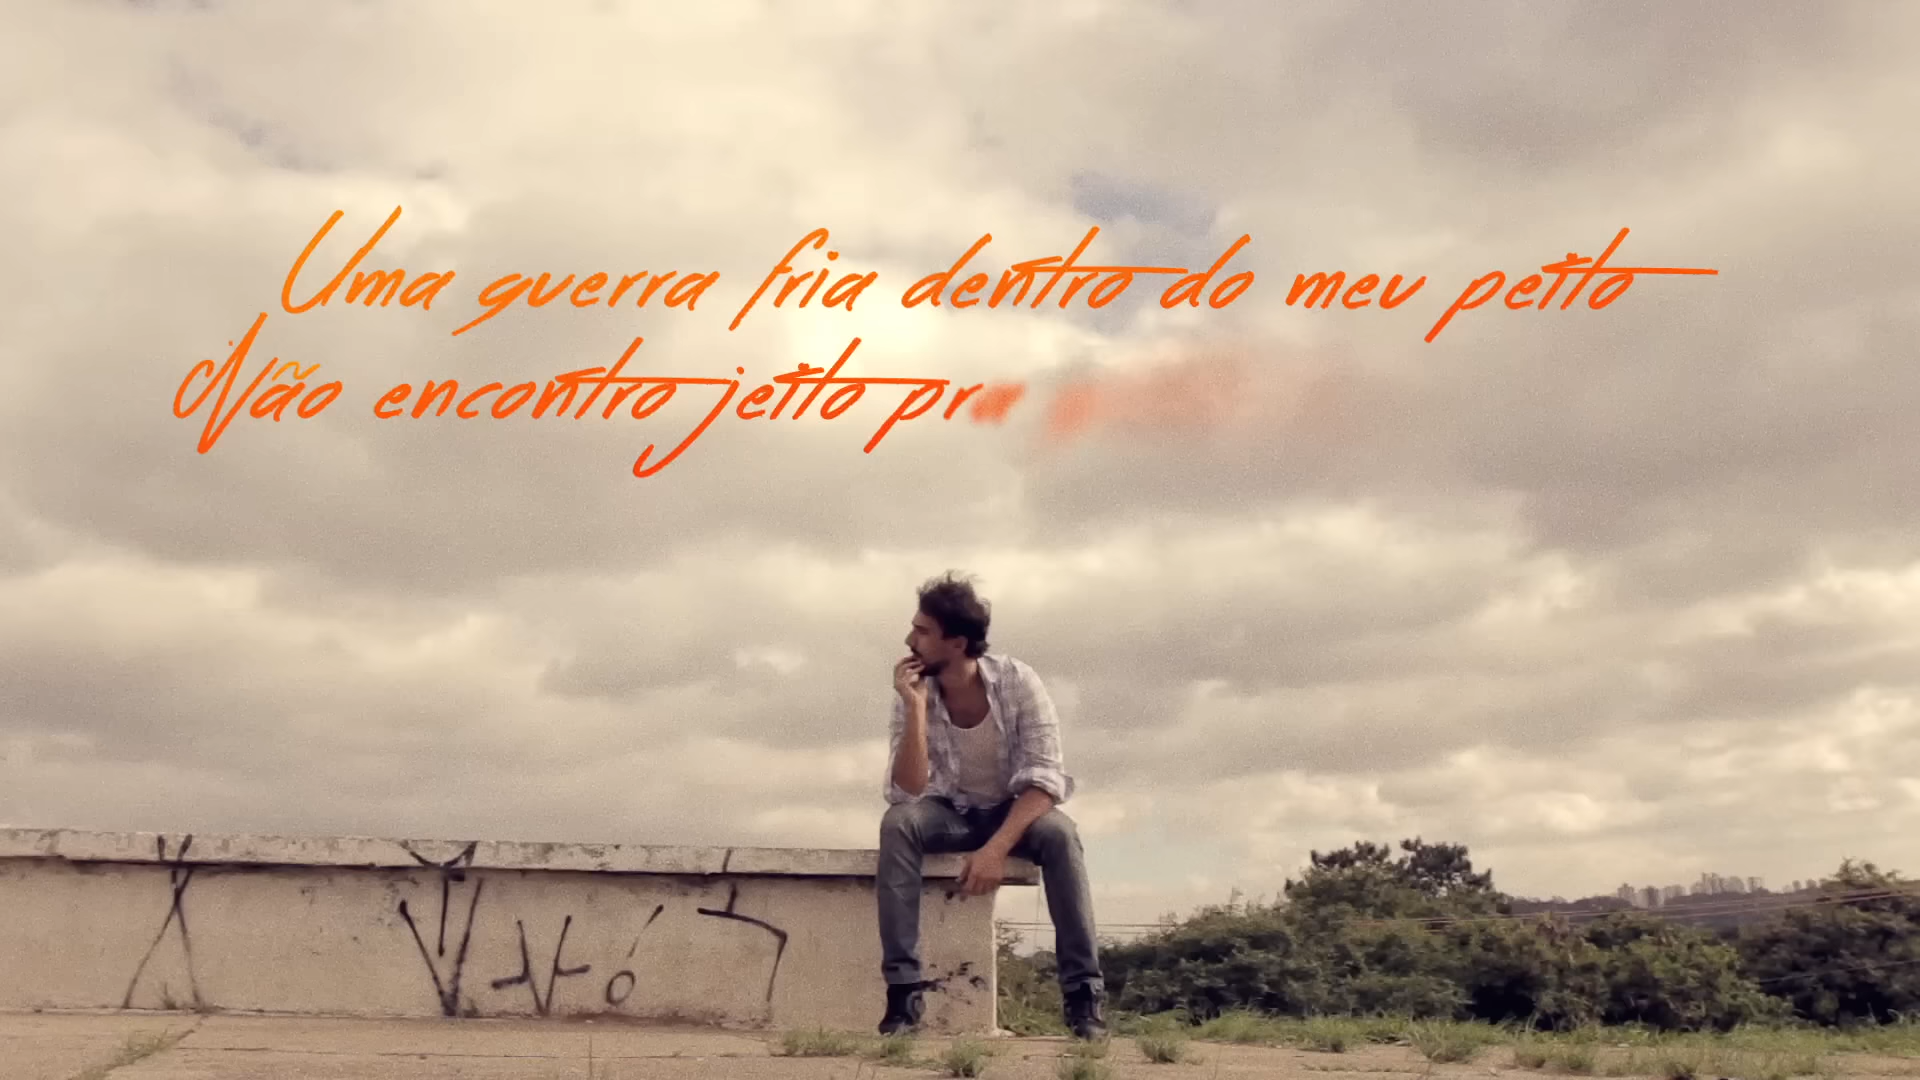 Uma guerra fria dentro do meu peito
Não encontro jeito pra